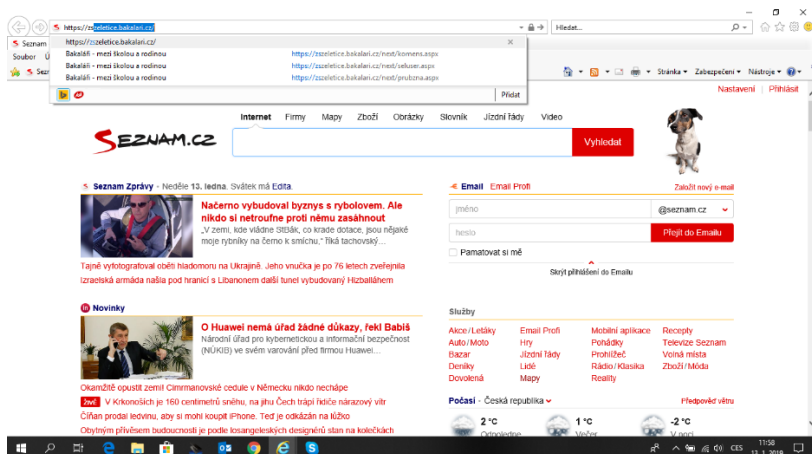 https://zszeletice.bakalari.cz/
Hledat...
Seznam
https://zszeletice.bakalari.cz/
Bakaláři - mezi školou a rodinou https://zszeletice.bakalari.cz/next/komens.aspx
Bakaláři - mezi školou a rodinou https://zszeletice.bakalari.cz/next/seluser.aspx
Bakaláři - mezi školou a rodinou https://zszeletice.bakalari.cz/next/prubzna.aspx
Přidat
Soubor
Stránka Zabezpečení Nástroje
Nastavení Přihlásit
Internet Firmy Mapy Zboží Obrázky Slovník Jízdní řády Video
SEZNAM.CZ
Vyhledat
Seznam Zprávy - Neděle 13. ledna. Svátek má Edita.
Načerno vybudoval byznys s rybolovem. Ale
nikdo si netroufne proti němu zasáhnout
„V zemi, kde vládne StBák, co krade dotace, jsou nějaké
moje rybníky na černo k smíchu,“ říká tachovský...
Tajně vyfotografoval oběti hladomoru na Ukrajině. Jeho vnučka je po 76 letech zveřejnila
Izraelská armáda našla pod hranicí s Libanonem další tunel vybudovaný Hizballáhem
Novinky
O Huawei nemá úřad žádné důkazy, řekl Babiš
Národní úřad pro kybernetickou a informační bezpečnost
(NÚKIB) ve svém varování před firmou Huawei...
Okamžitě opustit zemi! Cimrmanovské cedule v Německu nikdo nechápe
ŽIVĚ V Krkonoších je 160 centimetrů sněhu, na jihu Čech trápí řidiče nárazový vítr
Číňan prodal ledvinu, aby si mohl koupit iPhone. Teď je odkázán na lůžko
Obytným přívěsem budoucnosti je podle losangeleských designérů stan na kolečkách
Email Email Profi Založit nový e-mail
jméno @seznam.cz
heslo Přejít do Emailu
Pamatovat si mě
Skrýt přihlášení do Emailu
Služby
Akce/Letáky Email Profi Mobilní aplikace Recepty
Auto/Moto Hry Pohádky Televize Seznam
Bazar Jízdní řády Prohlížeč Volná místa
Deníky Lidé Rádio/Klasika Zboží/Móda
Dovolená Mapy Reality
Počasí - Česká republika Předpověď větru
2 °C 1 °C -2 °C
Odpoledne Večer V noci
CES 11:58
13. 1. 2019